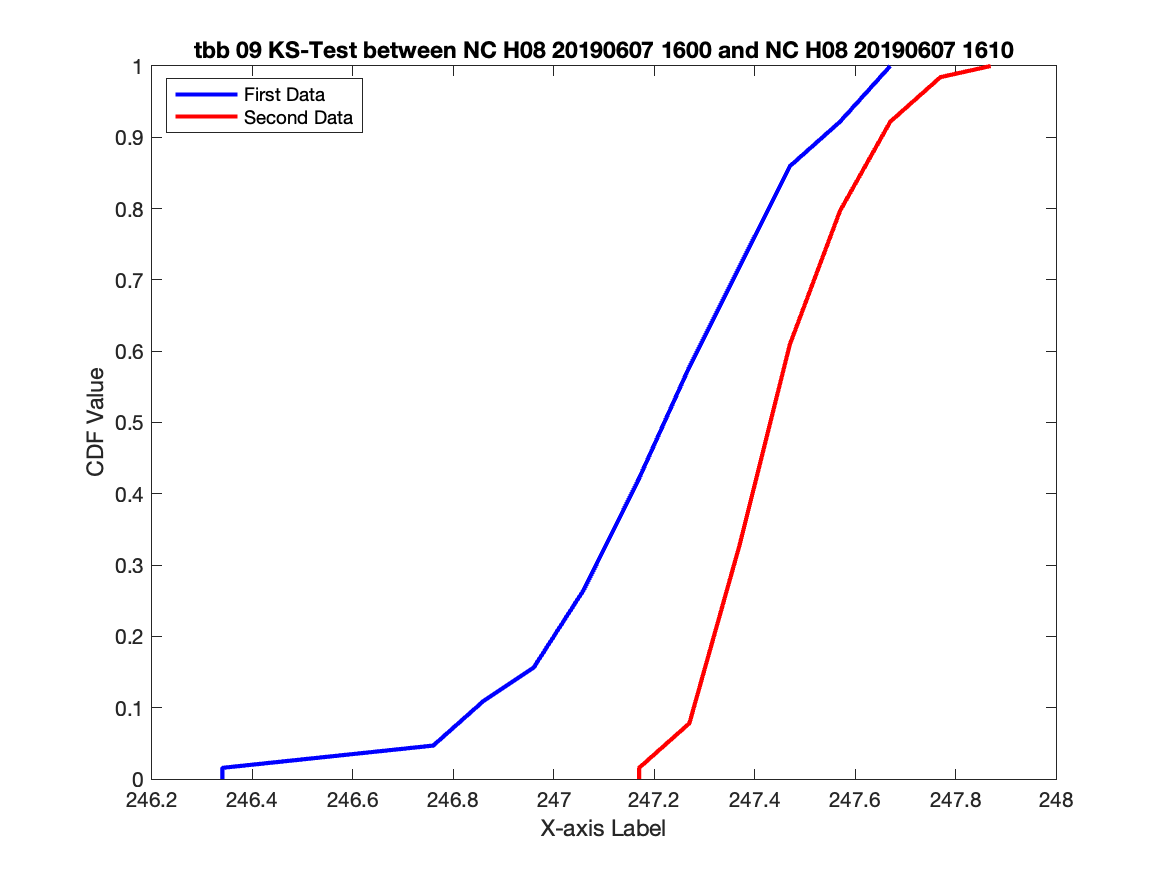 tbb 09 KS-Test between NC H08 20190607 1600 and NC H08 20190607 1610
First Data
Second Data
1
0.9
0.8
0.7
0.6
0.5
0.4
0.3
0.2
0.1
0
CDF Value
246.2 246.4 246.6 246.8 247 247.2 247.4 247.6 247.8 248
X-axis Label